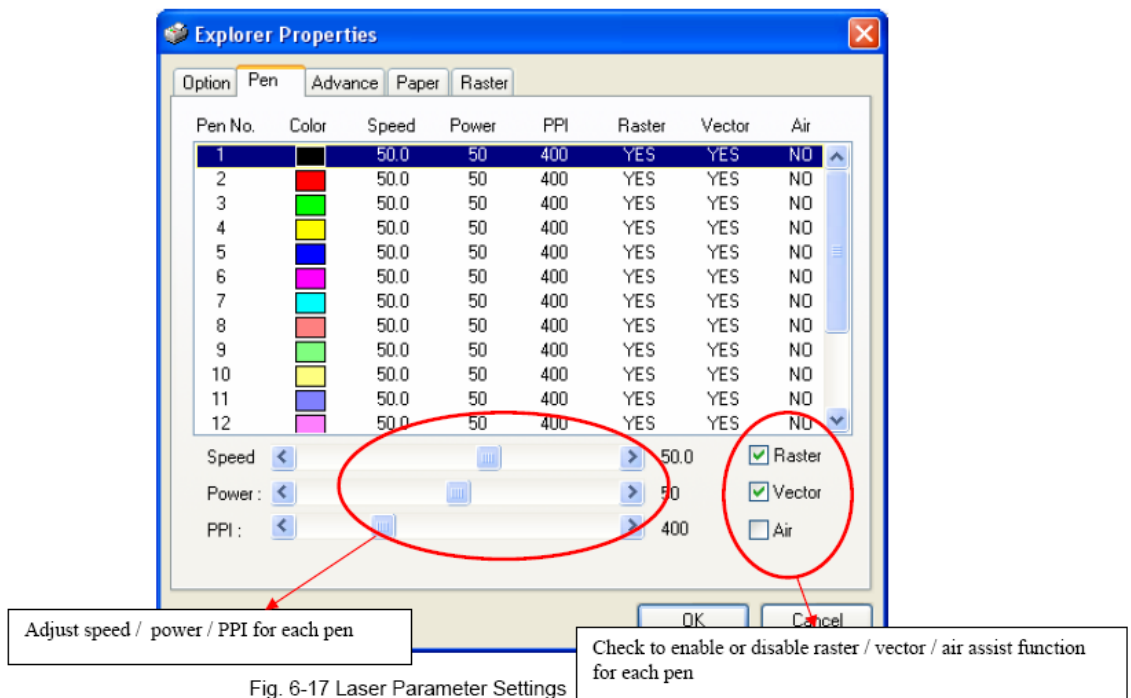 Explorer Properties
Option Pen Advance Paper Raster
Pen No. Color Speed Power PPI Raster Vector Air
1 50.0 50 400 YES YES NO
2 50.0 50 400 YES YES NO
3 50.0 50 400 YES YES NO
4 50.0 50 400 YES YES NO
5 50.0 50 400 YES YES NO
6 50.0 50 400 YES YES NO
7 50.0 50 400 YES YES NO
8 50.0 50 400 YES YES NO
9 50.0 50 400 YES YES NO
10 50.0 50 400 YES YES NO
11 50.0 50 400 YES YES NO
12 50.0 50 400 YES YES NO
Speed 50.0 Raster
Power : 50 Vector
PPI : 400 Air
OK Cancel
Adjust speed / power / PPI for each pen
Check to enable or disable raster / vector / air assist function
for each pen
Fig. 6-17 Laser Parameter Settings